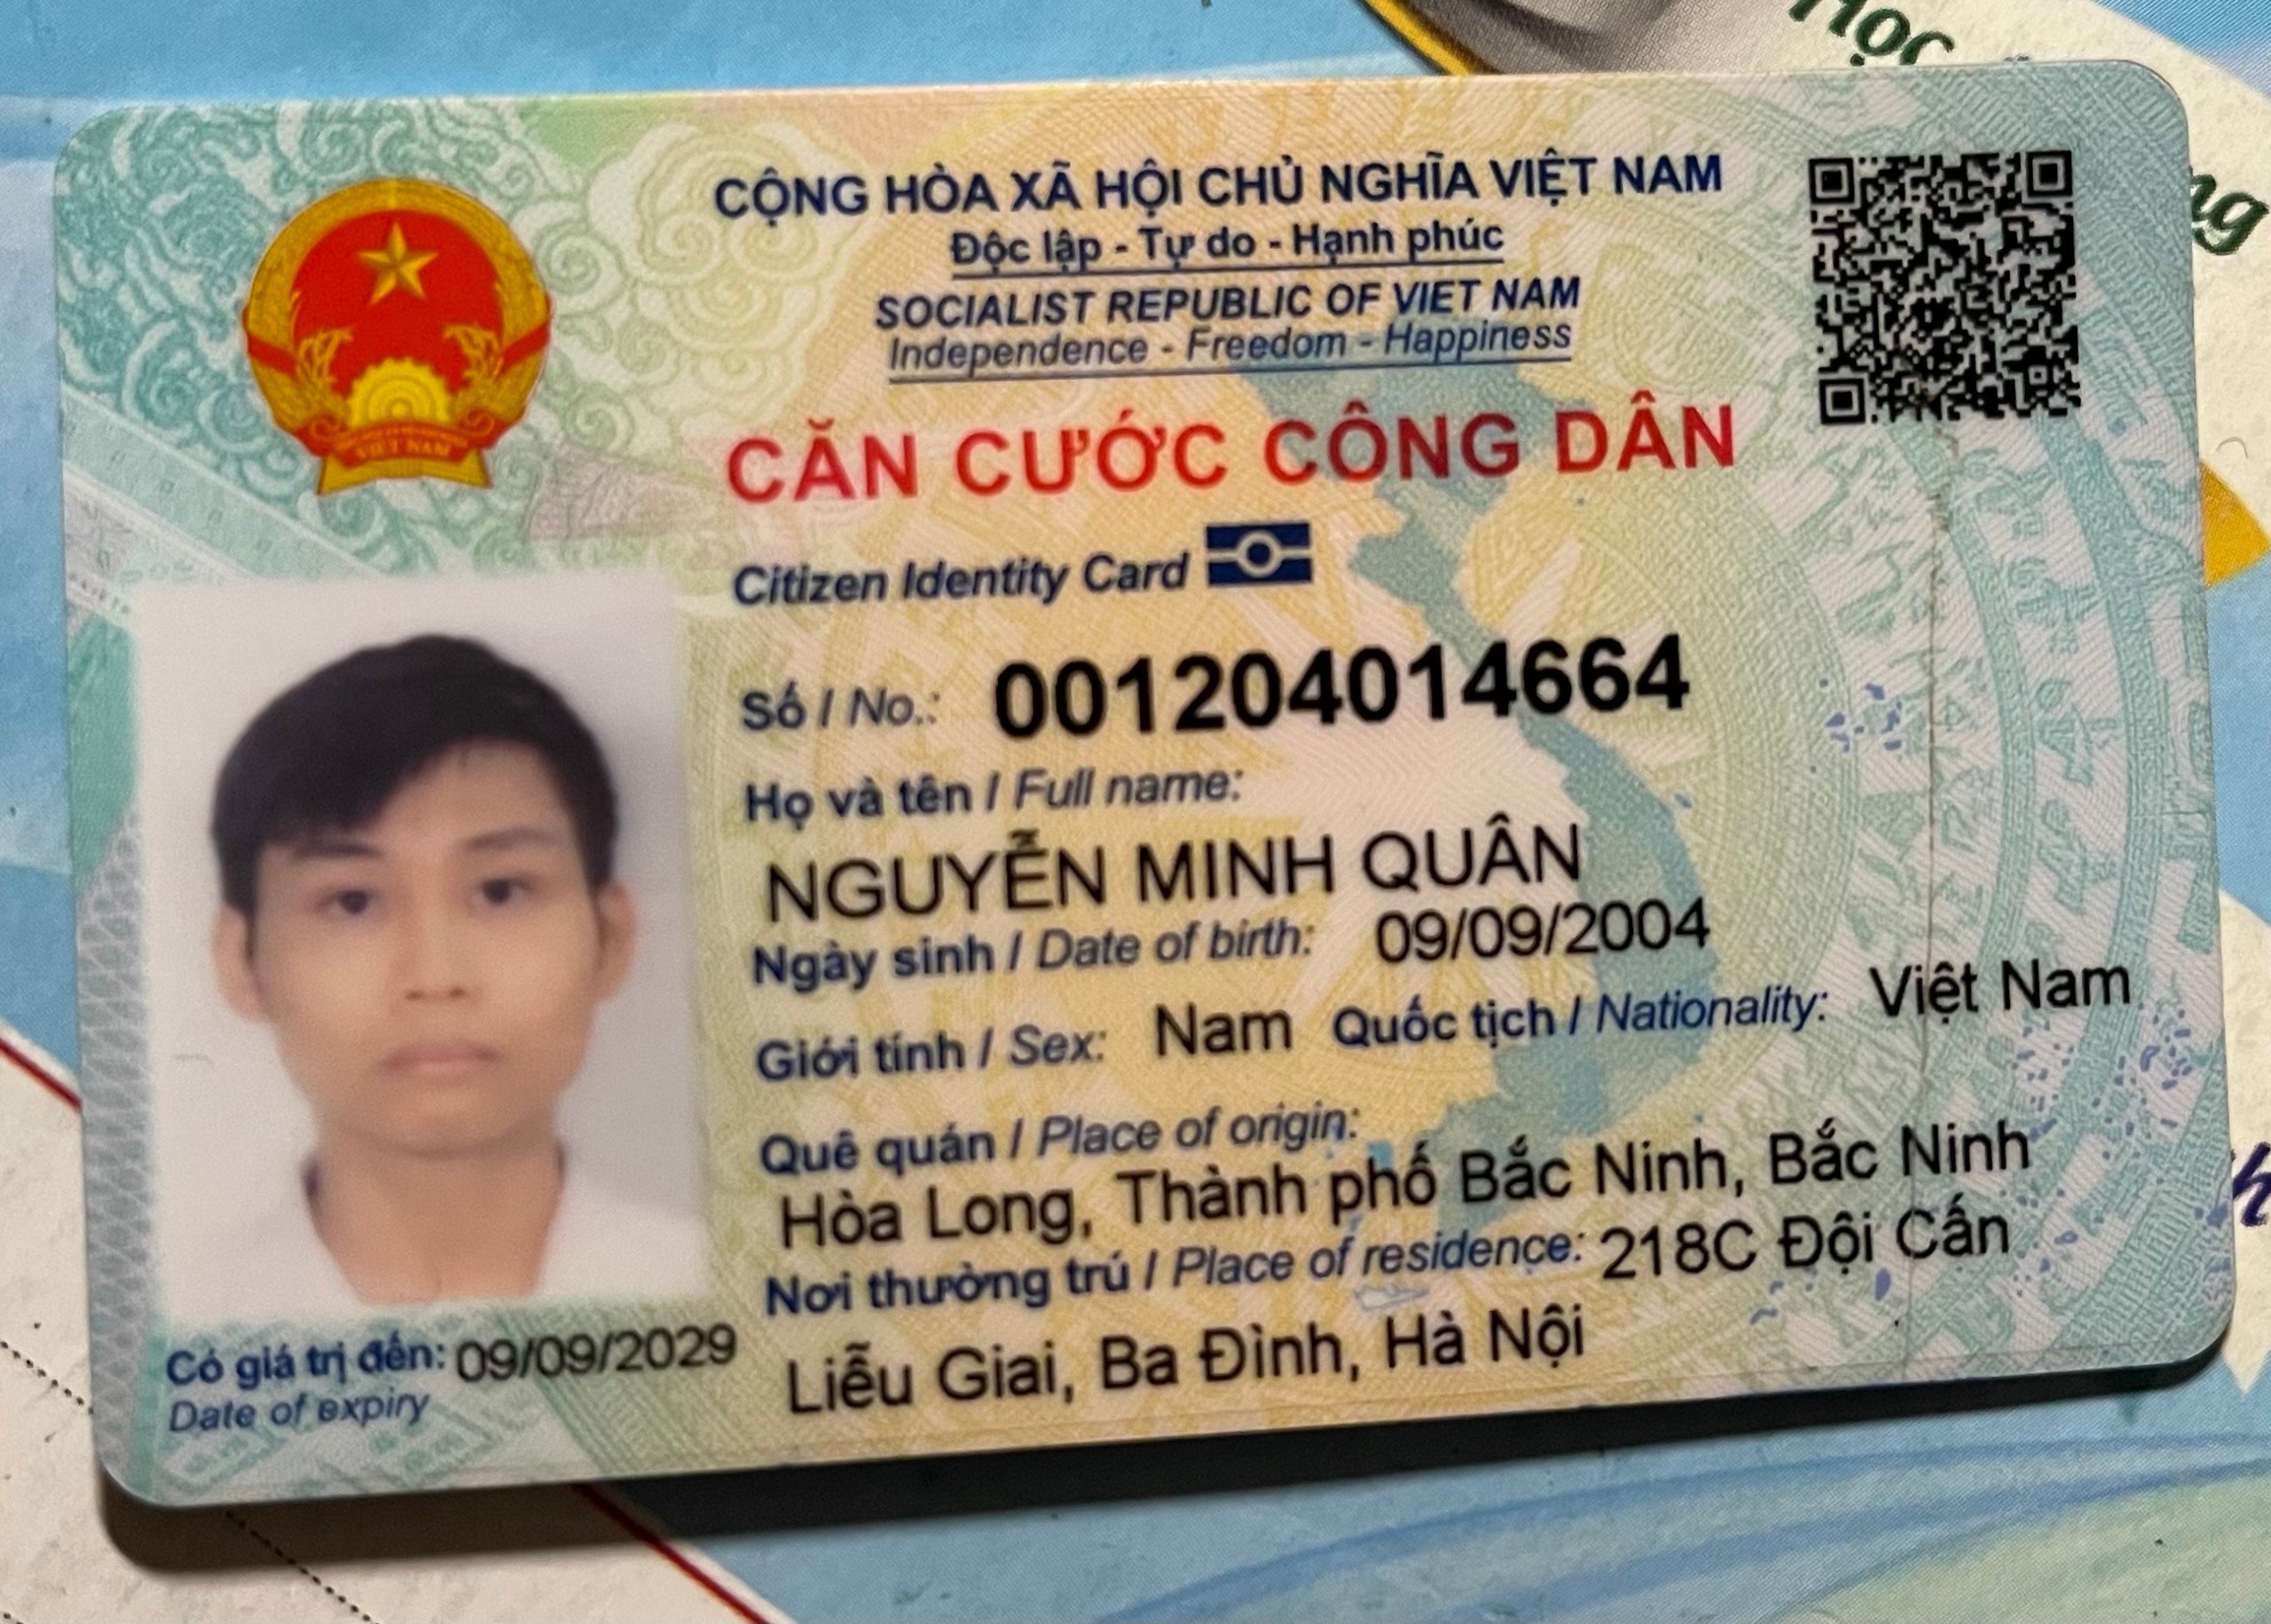 CỘNG HÒA XÃ HỘI CHỦ NGHĨA VIỆT NAM
Độc lập - Tự do - Hạnh phúc
SOCIALIST REPUBLIC OF VIET NAM
Independence - Freedom - Happiness
CĂN CƯỚC CÔNG DÂN
Citizen Identity Card
Số / No.: 001204014664
Họ và tên / Full name:
NGUYỄN MINH QUÂN
Ngày sinh / Date of birth: 09/09/2004
Giới tính / Sex: Nam Quốc tịch / Nationality: Việt Nam
Quê quán / Place of origin:
Hòa Long, Thành phố Bắc Ninh, Bắc Ninh
Nơi thường trú / Place of residence: 218C Đội Cấn
Liễu Giai, Ba Đình, Hà Nội
Có giá trị đến: 09/09/2029
Date of expiry
VIỆT NAM
Học